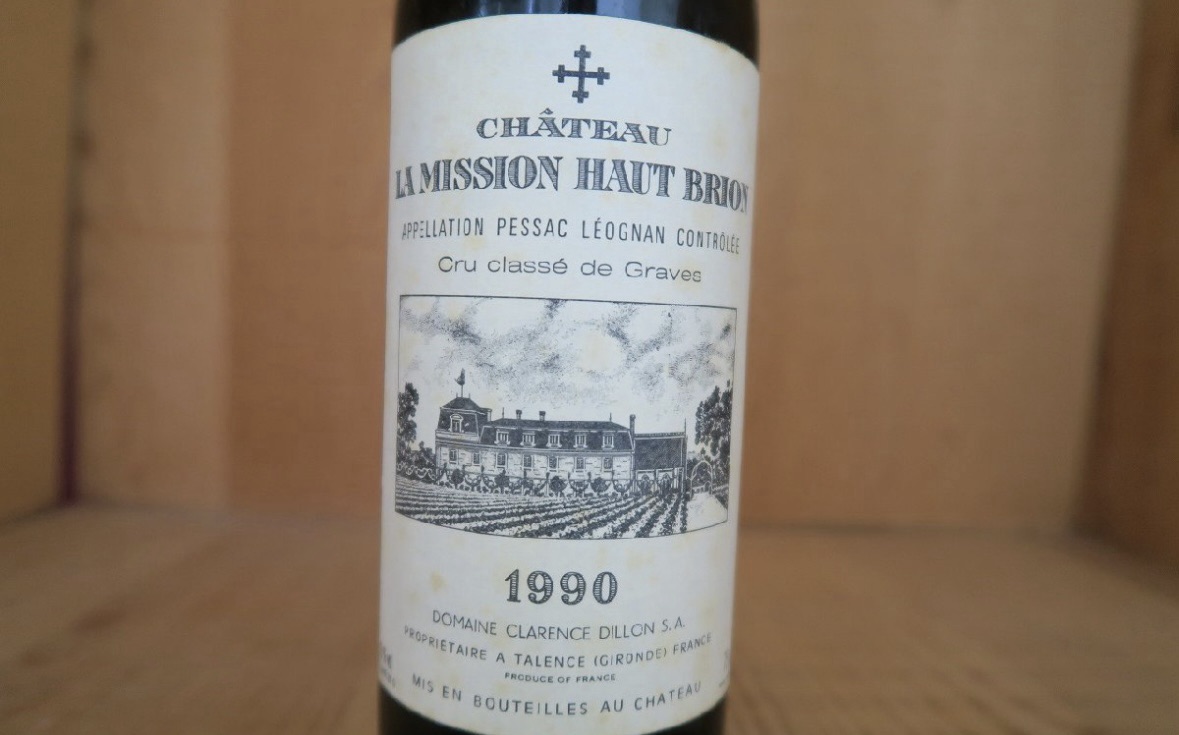 CHÂTEAU
LA MISSION HAUT BRION
APPELLATION PESSAC LÉOGNAN CONTRÔLÉE
Cru classé de Graves
1990
DOMAINE CLARENCE DILLON S.A.
PROPRIÉTAIRE A TALENCE (GIRONDE) FRANCE
PRODUCE OF FRANCE
MIS EN BOUTEILLES AU CHATEAU